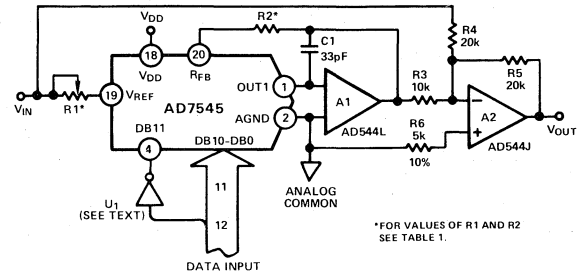 R2*
VDD
R4
20k
C1
33pF
18
20
VDD
RFB
R5
20k
VIN
R1*
19
VREF
OUT1
1
AD7545
AGND
2
A1
AD544L
R3
10k
R6
5k
10%
−
+
A2
AD544J
VOUT
DB11
DB10-DB0
4
U1
(SEE TEXT)
11
12
ANALOG
COMMON
*FOR VALUES OF R1 AND R2
SEE TABLE 1.
DATA INPUT